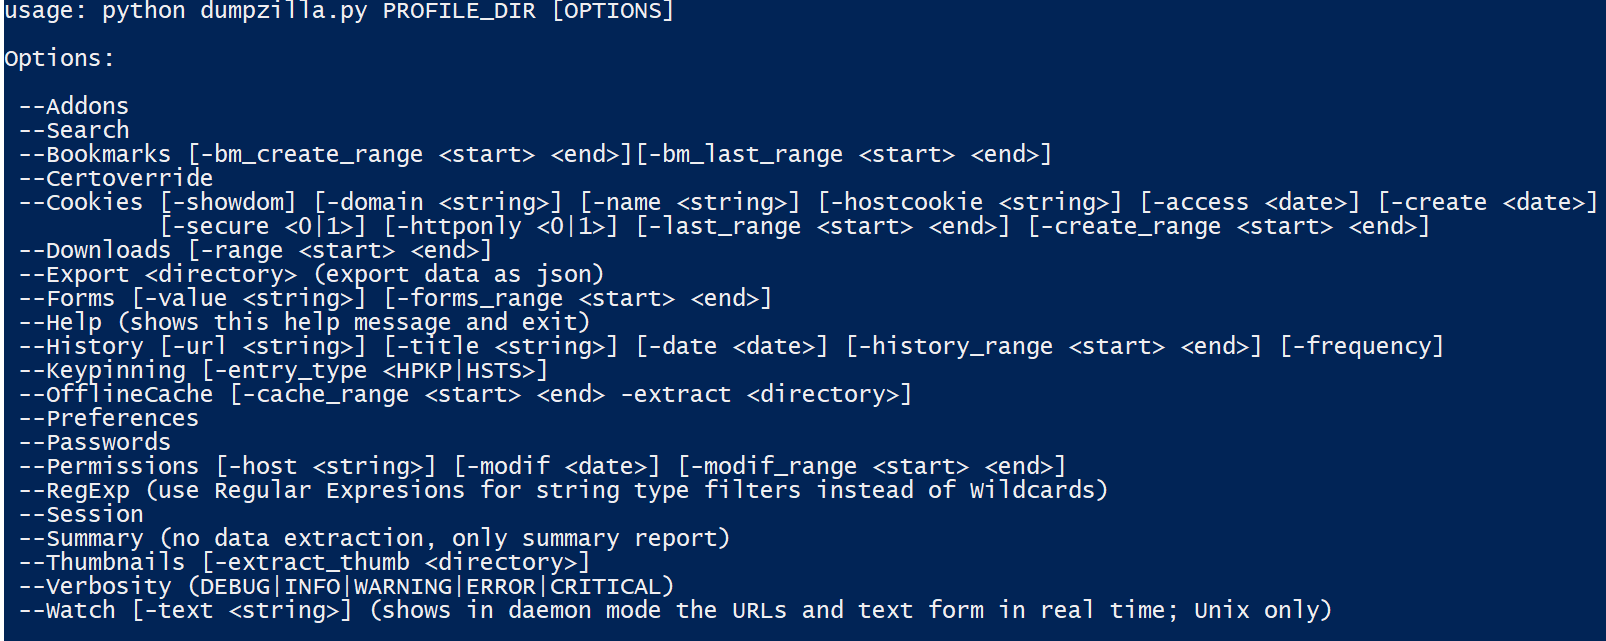 usage: python dumpzilla.py PROFILE_DIR [OPTIONS]
Options:
--Addons
--Search
--Bookmarks [-bm_create_range <start> <end>][-bm_last_range <start> <end>]
--Certoverride
--Cookies [-showdom] [-domain <string>] [-name <string>] [-hostcookie <string>] [-access <date>] [-create <date>]
[-secure <0|1>] [-httponly <0|1>] [-last_range <start> <end>] [-create_range <start> <end>]
--Downloads [-range <start> <end>]
--Export <directory> (export data as json)
--Forms [-value <string>] [-forms_range <start> <end>]
--Help (shows this help message and exit)
--History [-url <string>] [-title <string>] [-date <date>] [-history_range <start> <end>] [-frequency]
--Keypinning [-entry_type <HPKP|HSTS>]
--OfflineCache [-cache_range <start> <end> -extract <directory>]
--Preferences
--Passwords
--Permissions [-host <string>] [-modif <date>] [-modif_range <start> <end>]
--RegExp (use Regular Expresions for string type filters instead of Wildcards)
--Session
--Summary (no data extraction, only summary report)
--Thumbnails [-extract_thumb <directory>]
--Verbosity (DEBUG|INFO|WARNING|ERROR|CRITICAL)
--Watch [-text <string>] (shows in daemon mode the URLs and text form in real time; Unix only)